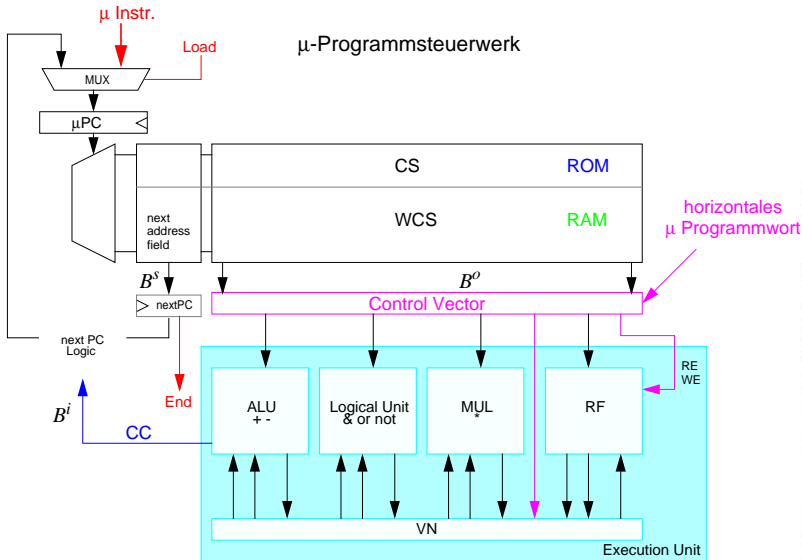 μ Instr.
μ-Programmsteuerwerk
Load
MUX
μPC
CS
ROM
WCS
RAM
next
address
field
horizontales
μ Programmwort
B^s
B^o
nextPC
Control Vector
next PC
Logic
RE
WE
End
ALU
+ -
Logical Unit
& or not
MUL
*
RF
B^i
CC
VN
Execution Unit